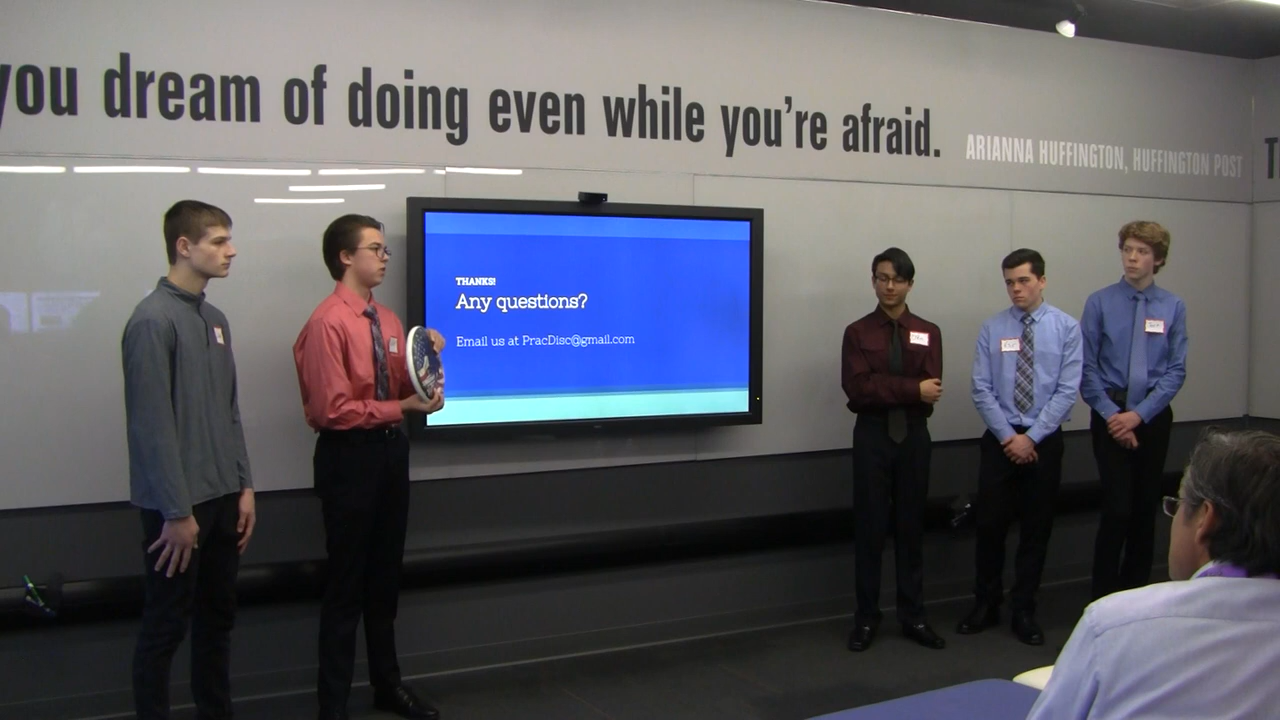 you dream of doing even while you're afraid.
ARIANNA HUFFINGTON, HUFFINGTON POST
THANKS!
Any questions?
Email us at PracDisc@gmail.com